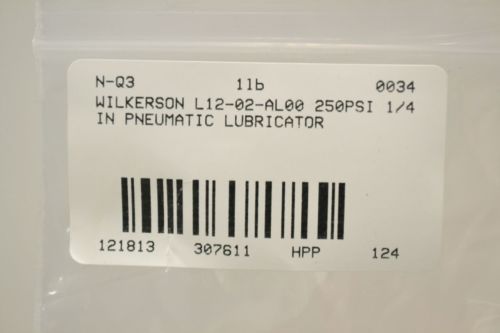 N-Q3 1lb 0034
WILKERSON L12-02-AL00 250PSI 1/4
IN PNEUMATIC LUBRICATOR
121813 307611 HPP 124